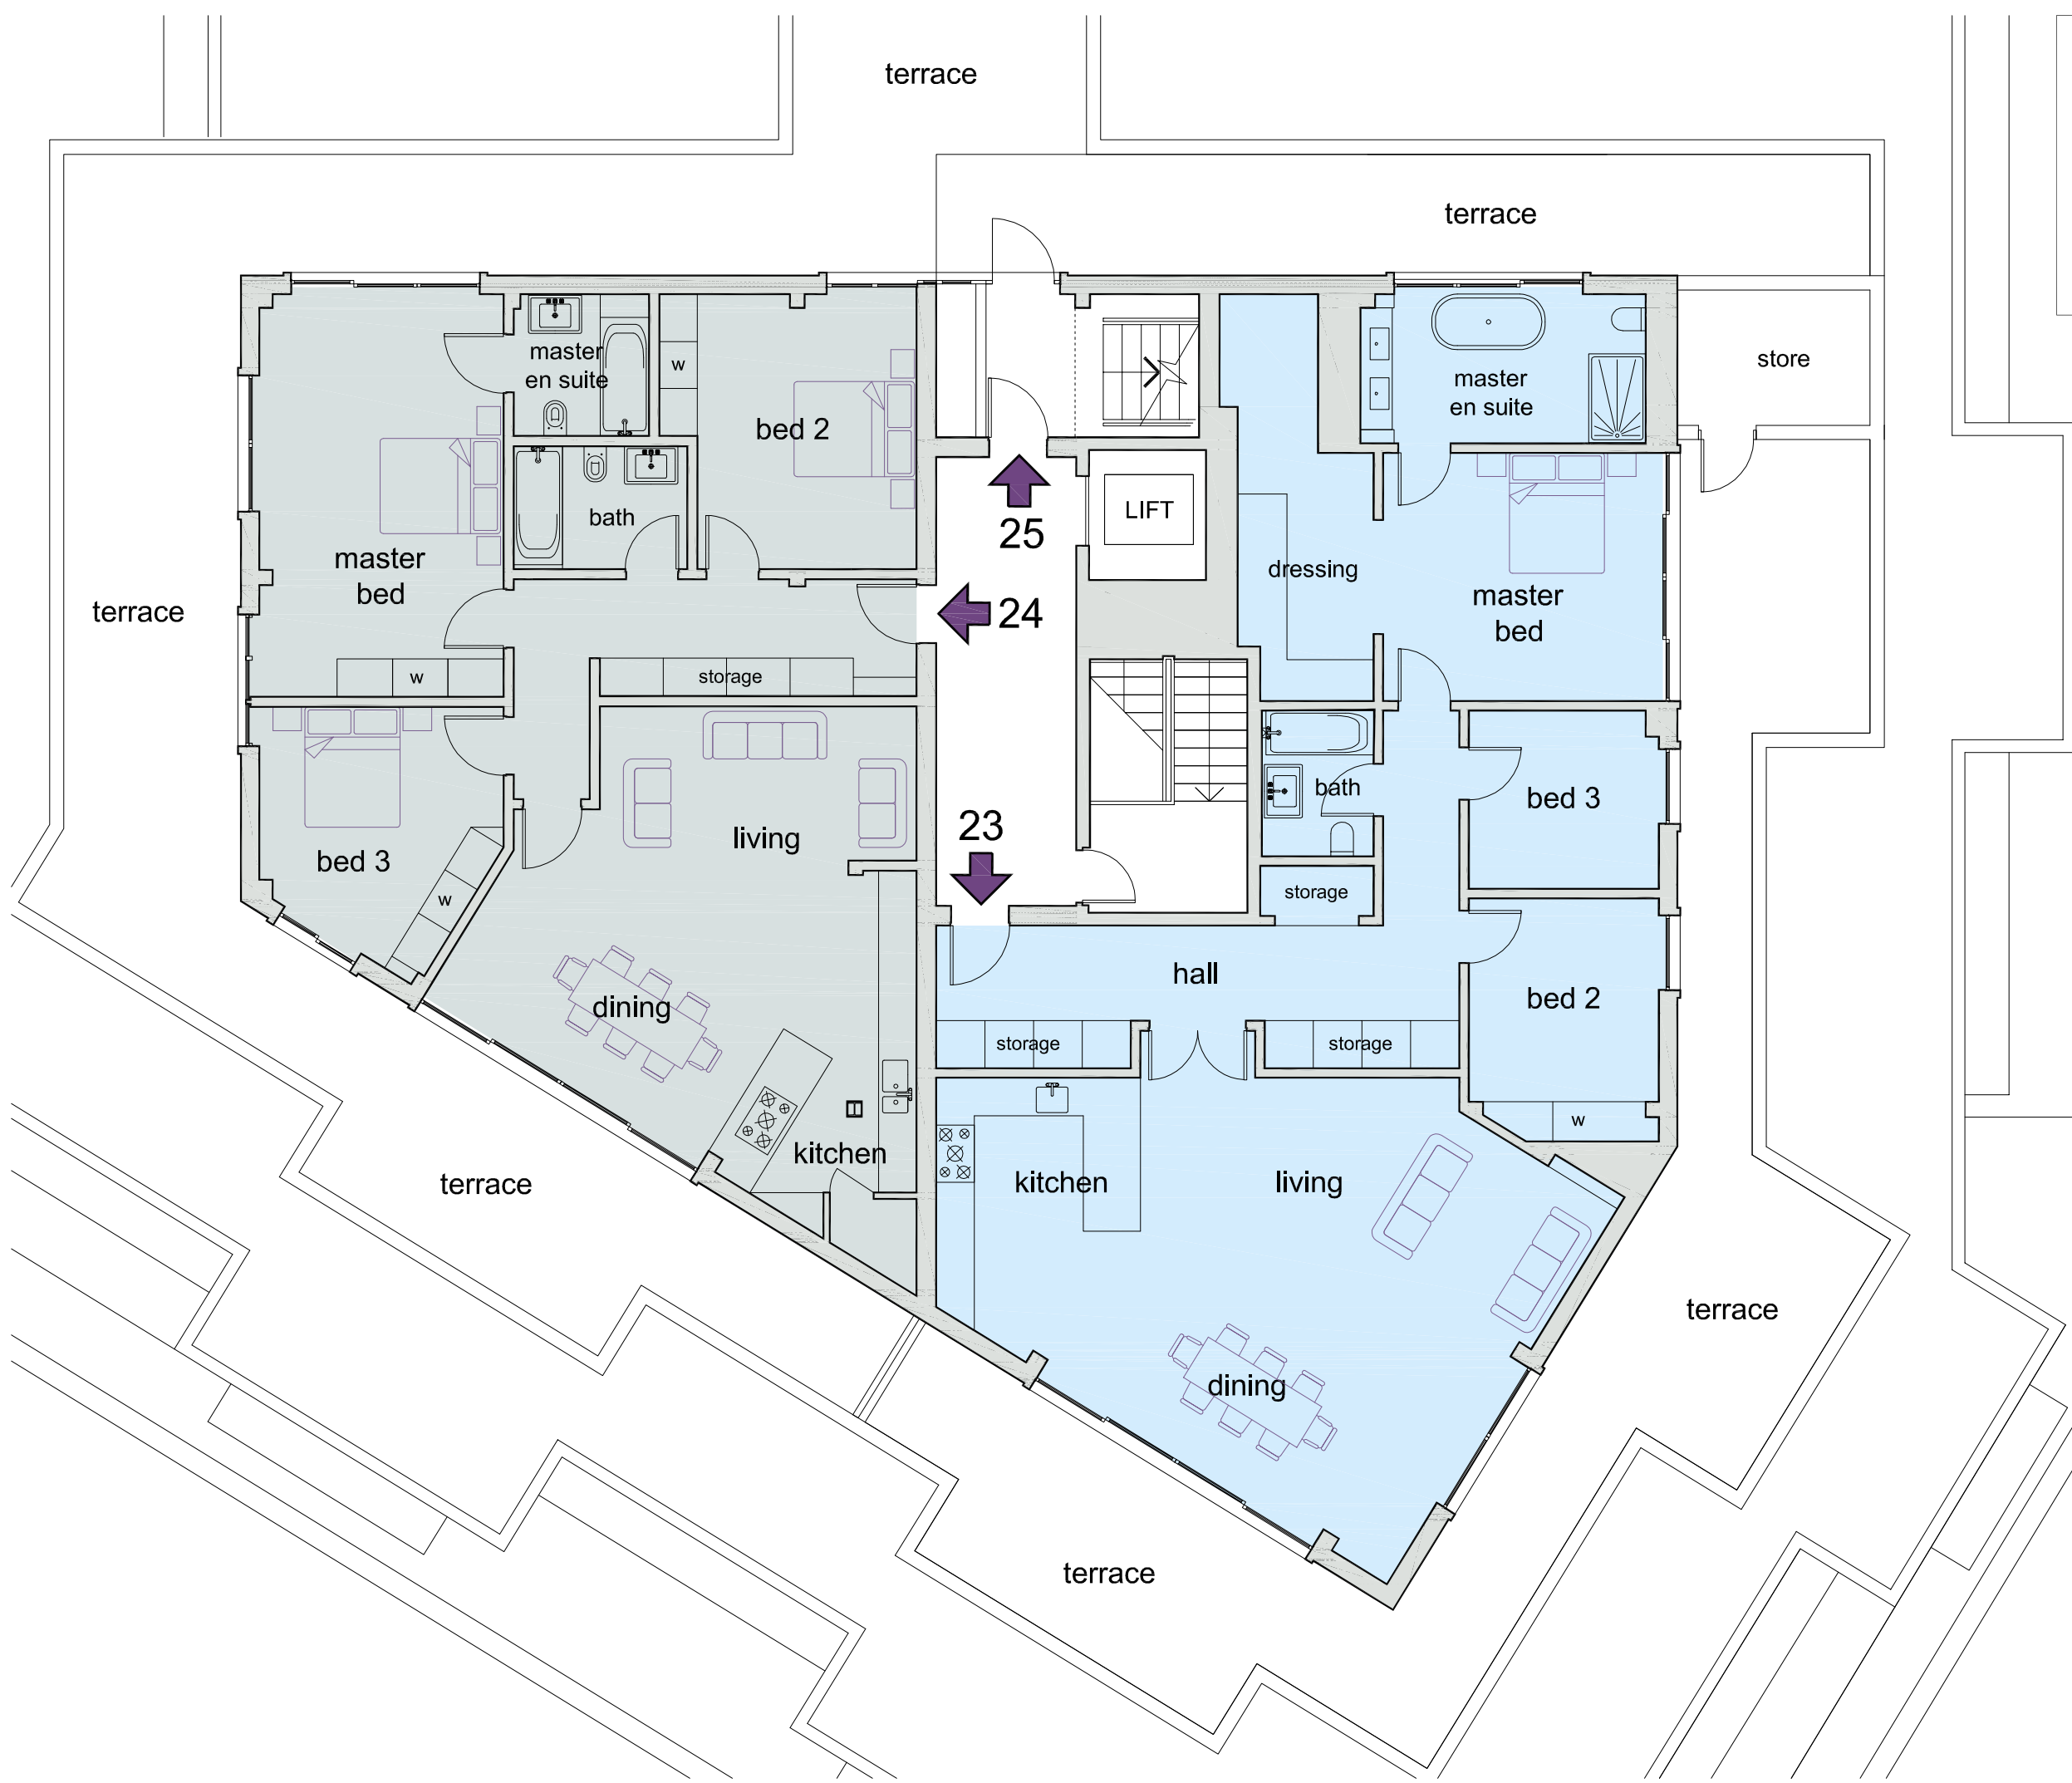 terrace
terrace
master
en suite
w
bed 2
store
master
en suite
bath
25
LIFT
master
bed
dressing
master
bed
terrace
24
w
storage
bath
bed 3
living
23
bed 3
w
storage
hall
bed 2
dining
storage
storage
w
kitchen
terrace
kitchen
living
terrace
dining
terrace